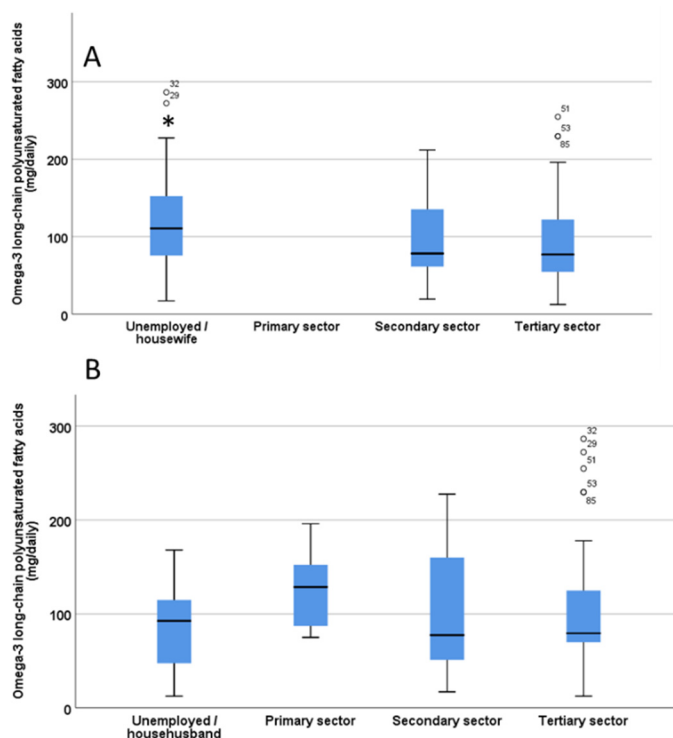 A
Omega-3 long-chain polyunsaturated fatty acids
(mg/daily)
300
200
100
0
32
29
*
51
53
85
Unemployed /
housewife
Primary sector
Secondary sector
Tertiary sector
B
Omega-3 long-chain polyunsaturated fatty acids
(mg/daily)
300
200
100
0
32
29
51
53
85
Unemployed /
househusband
Primary sector
Secondary sector
Tertiary sector